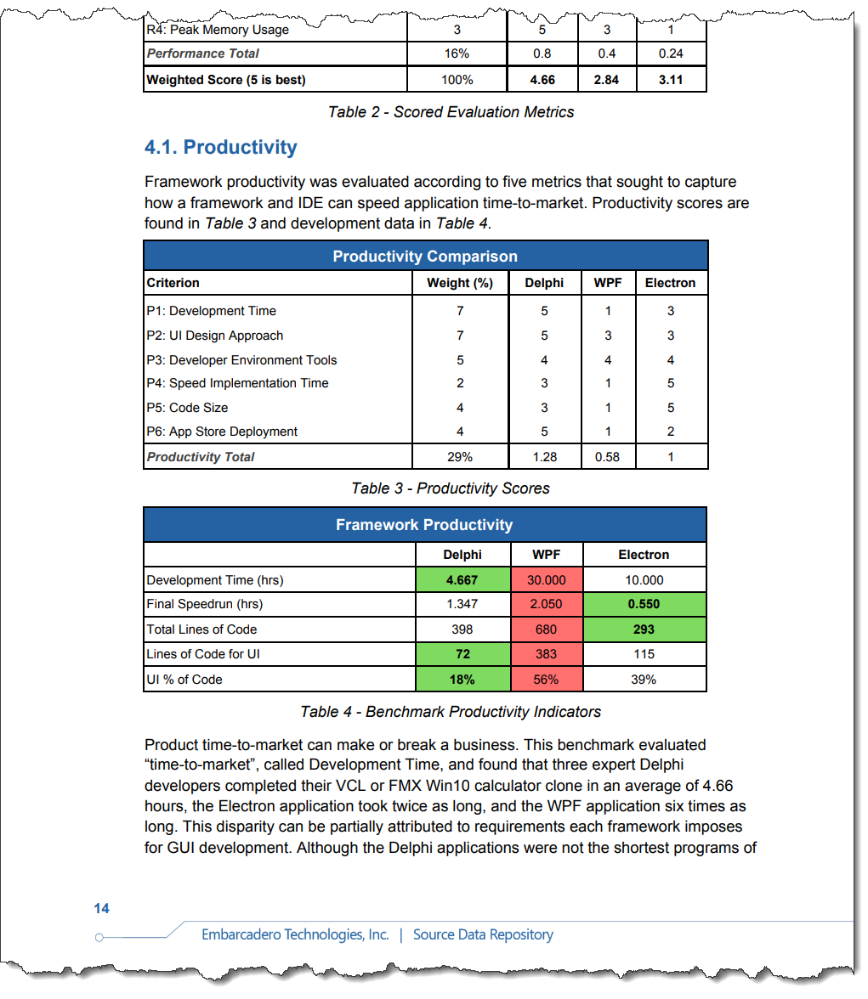 R4: Peak Memory Usage 3 5 3 1
Performance Total 16% 0.8 0.4 0.24
Weighted Score (5 is best) 100% 4.66 2.84 3.11
Table 2 - Scored Evaluation Metrics
4.1. Productivity
Framework productivity was evaluated according to five metrics that sought to capture
how a framework and IDE can speed application time-to-market. Productivity scores are
found in Table 3 and development data in Table 4.
Productivity Comparison
Criterion Weight (%) Delphi WPF Electron
P1: Development Time 7 5 1 3
P2: UI Design Approach 7 5 3 3
P3: Developer Environment Tools 5 4 4 4
P4: Speed Implementation Time 2 3 1 5
P5: Code Size 4 3 1 5
P6: App Store Deployment 4 5 1 2
Productivity Total 29% 1.28 0.58 1
Table 3 - Productivity Scores
Framework Productivity
Delphi WPF Electron
Development Time (hrs) 4.667 30.000 10.000
Final Speedrun (hrs) 1.347 2.050 0.550
Total Lines of Code 398 680 293
Lines of Code for UI 72 383 115
UI % of Code 18% 56% 39%
Table 4 - Benchmark Productivity Indicators
Product time-to-market can make or break a business. This benchmark evaluated
“time-to-market”, called Development Time, and found that three expert Delphi
developers completed their VCL or FMX Win10 calculator clone in an average of 4.66
hours, the Electron application took twice as long, and the WPF application six times as
long. This disparity can be partially attributed to requirements each framework imposes
for GUI development. Although the Delphi applications were not the shortest programs of
14
Embarcadero Technologies, Inc. | Source Data Repository